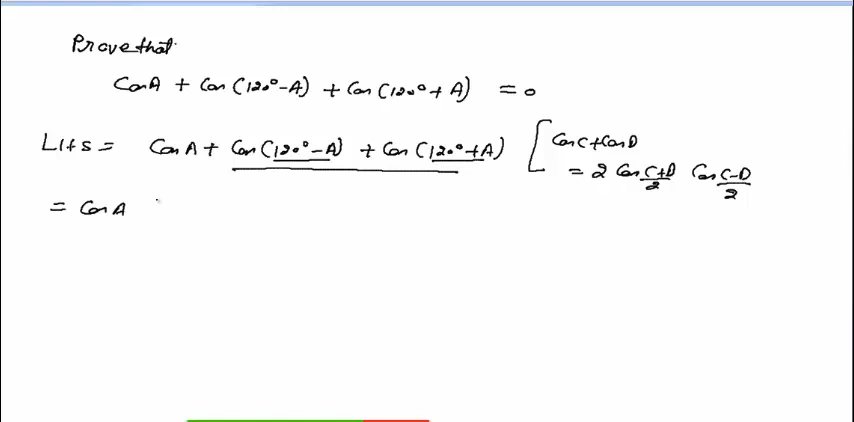 Prove that
Cos A + Cos (120° - A) + Cos (120° + A) = 0
LHS = Cos A + Cos (120° - A) + Cos (120° + A) [ Cos C + Cos D
= 2 Cos C+D/2 Cos C-D/2
= Cos A